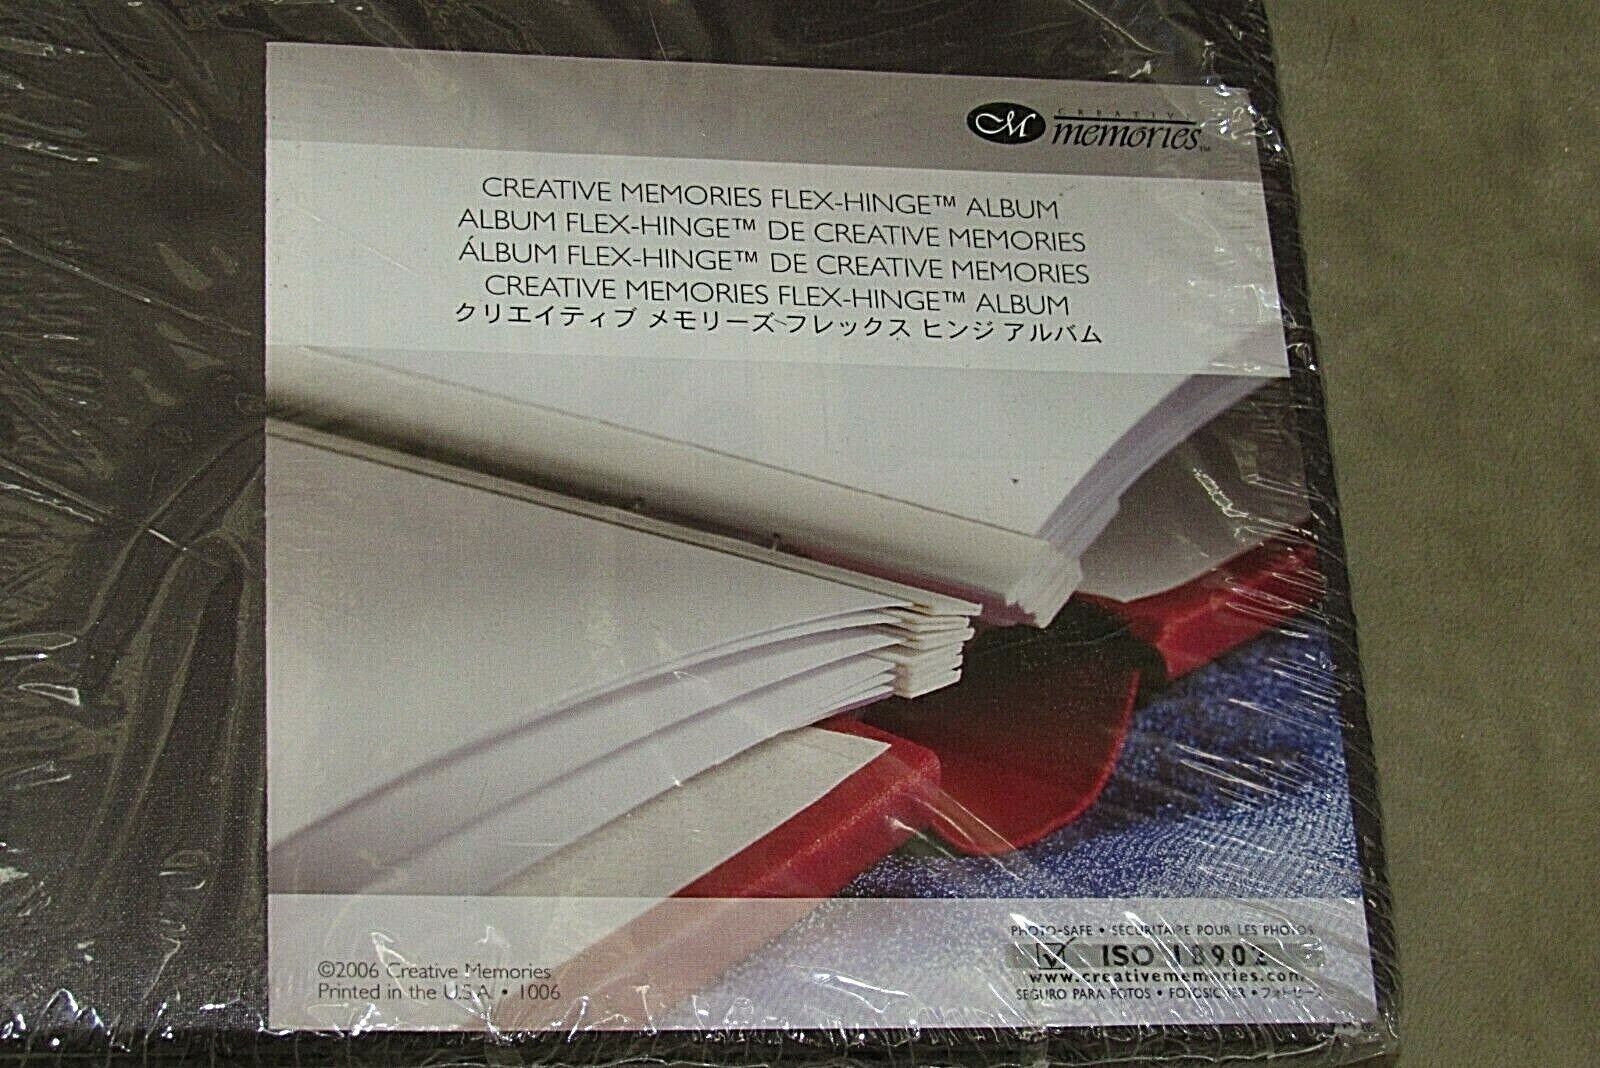 CM CREATIVE
memories™
CREATIVE MEMORIES FLEX-HINGE™ ALBUM
ALBUM FLEX-HINGE™ DE CREATIVE MEMORIES
ÁLBUM FLEX-HINGE™ DE CREATIVE MEMORIES
CREATIVE MEMORIES FLEX-HINGE™ ALBUM
クリエイティブ メモリーズ フレックス ヒンジ アルバム
©2006 Creative Memories
Printed in the U.S.A. • 1006
PHOTO-SAFE • SÉCURITAIRE POUR LES PHOTOS
ISO 18902
www.creativememories.com
SEGURO PARA FOTOS • FOTOSICHER •